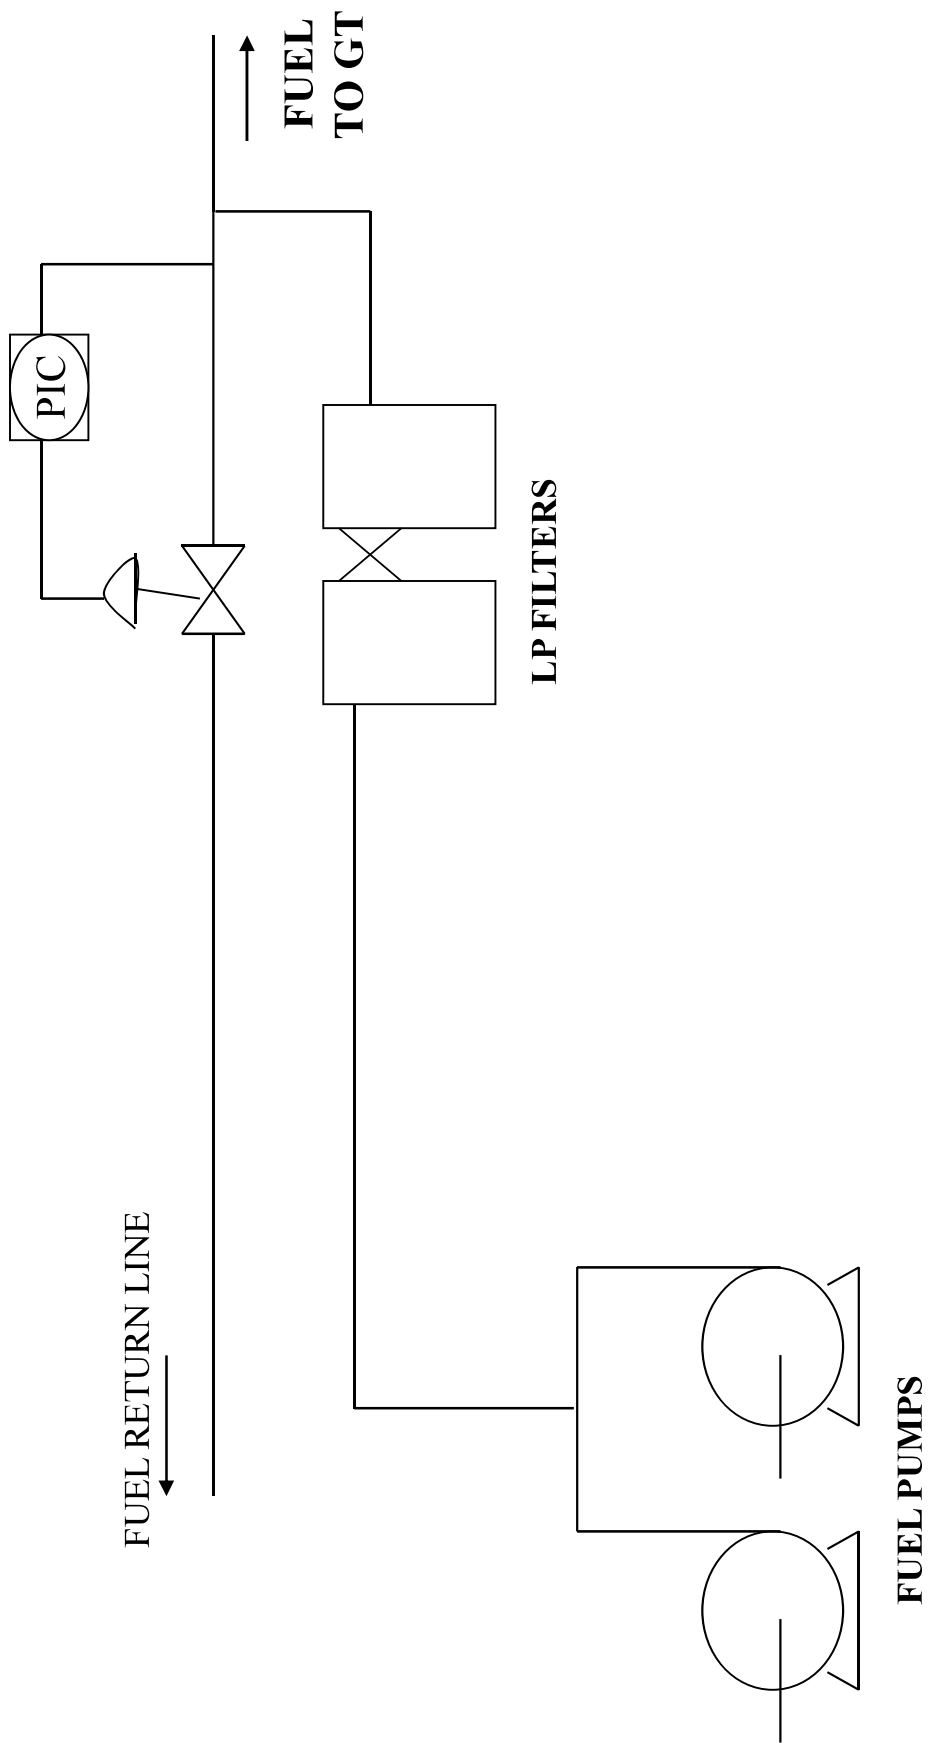 PIC
FUEL RETURN LINE
FUEL
TO GT
LP FILTERS
FUEL PUMPS